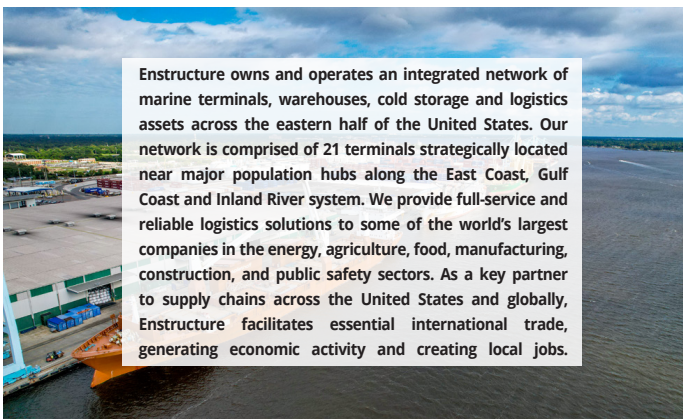 Enstructure owns and operates an integrated network of
marine terminals, warehouses, cold storage and logistics
assets across the eastern half of the United States. Our
network is comprised of 21 terminals strategically located
near major population hubs along the East Coast, Gulf
Coast and Inland River system. We provide full-service and
reliable logistics solutions to some of the world’s largest
companies in the energy, agriculture, food, manufacturing,
construction, and public safety sectors. As a key partner
to supply chains across the United States and globally,
Enstructure facilitates essential international trade,
generating economic activity and creating local jobs.